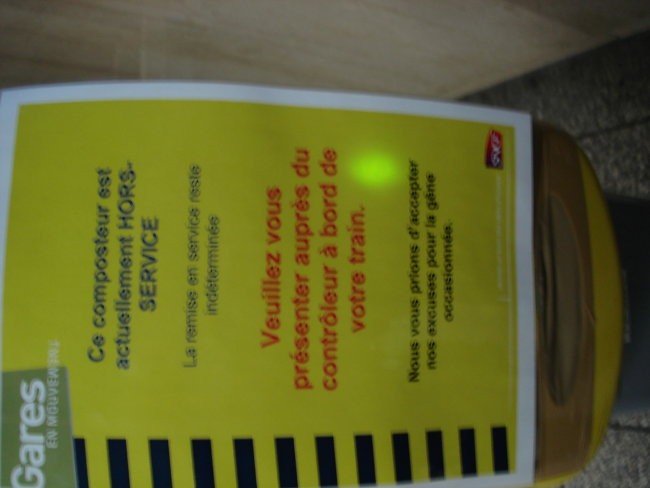 Gares
EN MOUVEMENT
Ce composteur est
actuellement HORS-
SERVICE
La remise en service reste
indéterminée
Veuillez vous
présenter auprès du
contrôleur à bord de
votre train.
Nous vous prions d'accepter
nos excuses pour la gêne
occasionnée.
SNCF